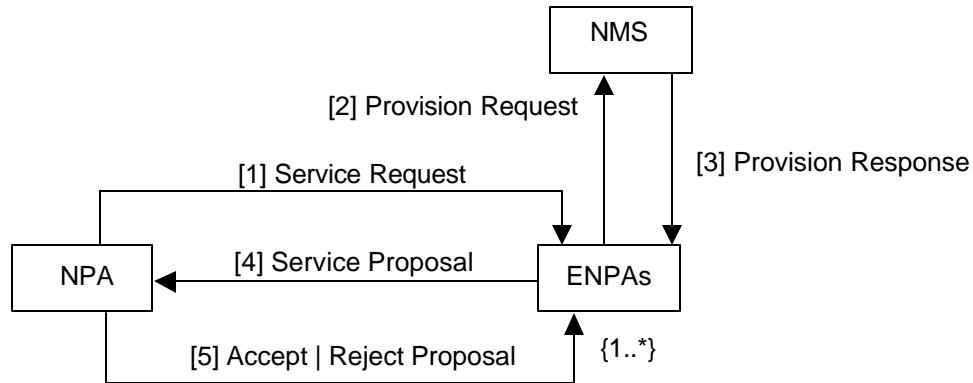 NMS
[2] Provision Request
[3] Provision Response
[1] Service Request
NPA
[4] Service Proposal
ENPAs
[5] Accept | Reject Proposal
{1..*}